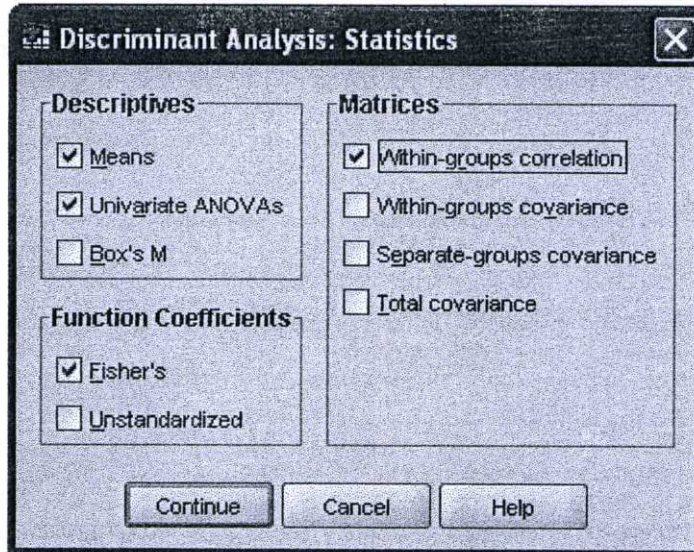 Discriminant Analysis: Statistics
Descriptives
Means
Univariate ANOVAs
Box's M
Function Coefficients
Fisher's
Unstandardized
Matrices
Within-groups correlation
Within-groups covariance
Separate-groups covariance
Total covariance
Continue
Cancel
Help